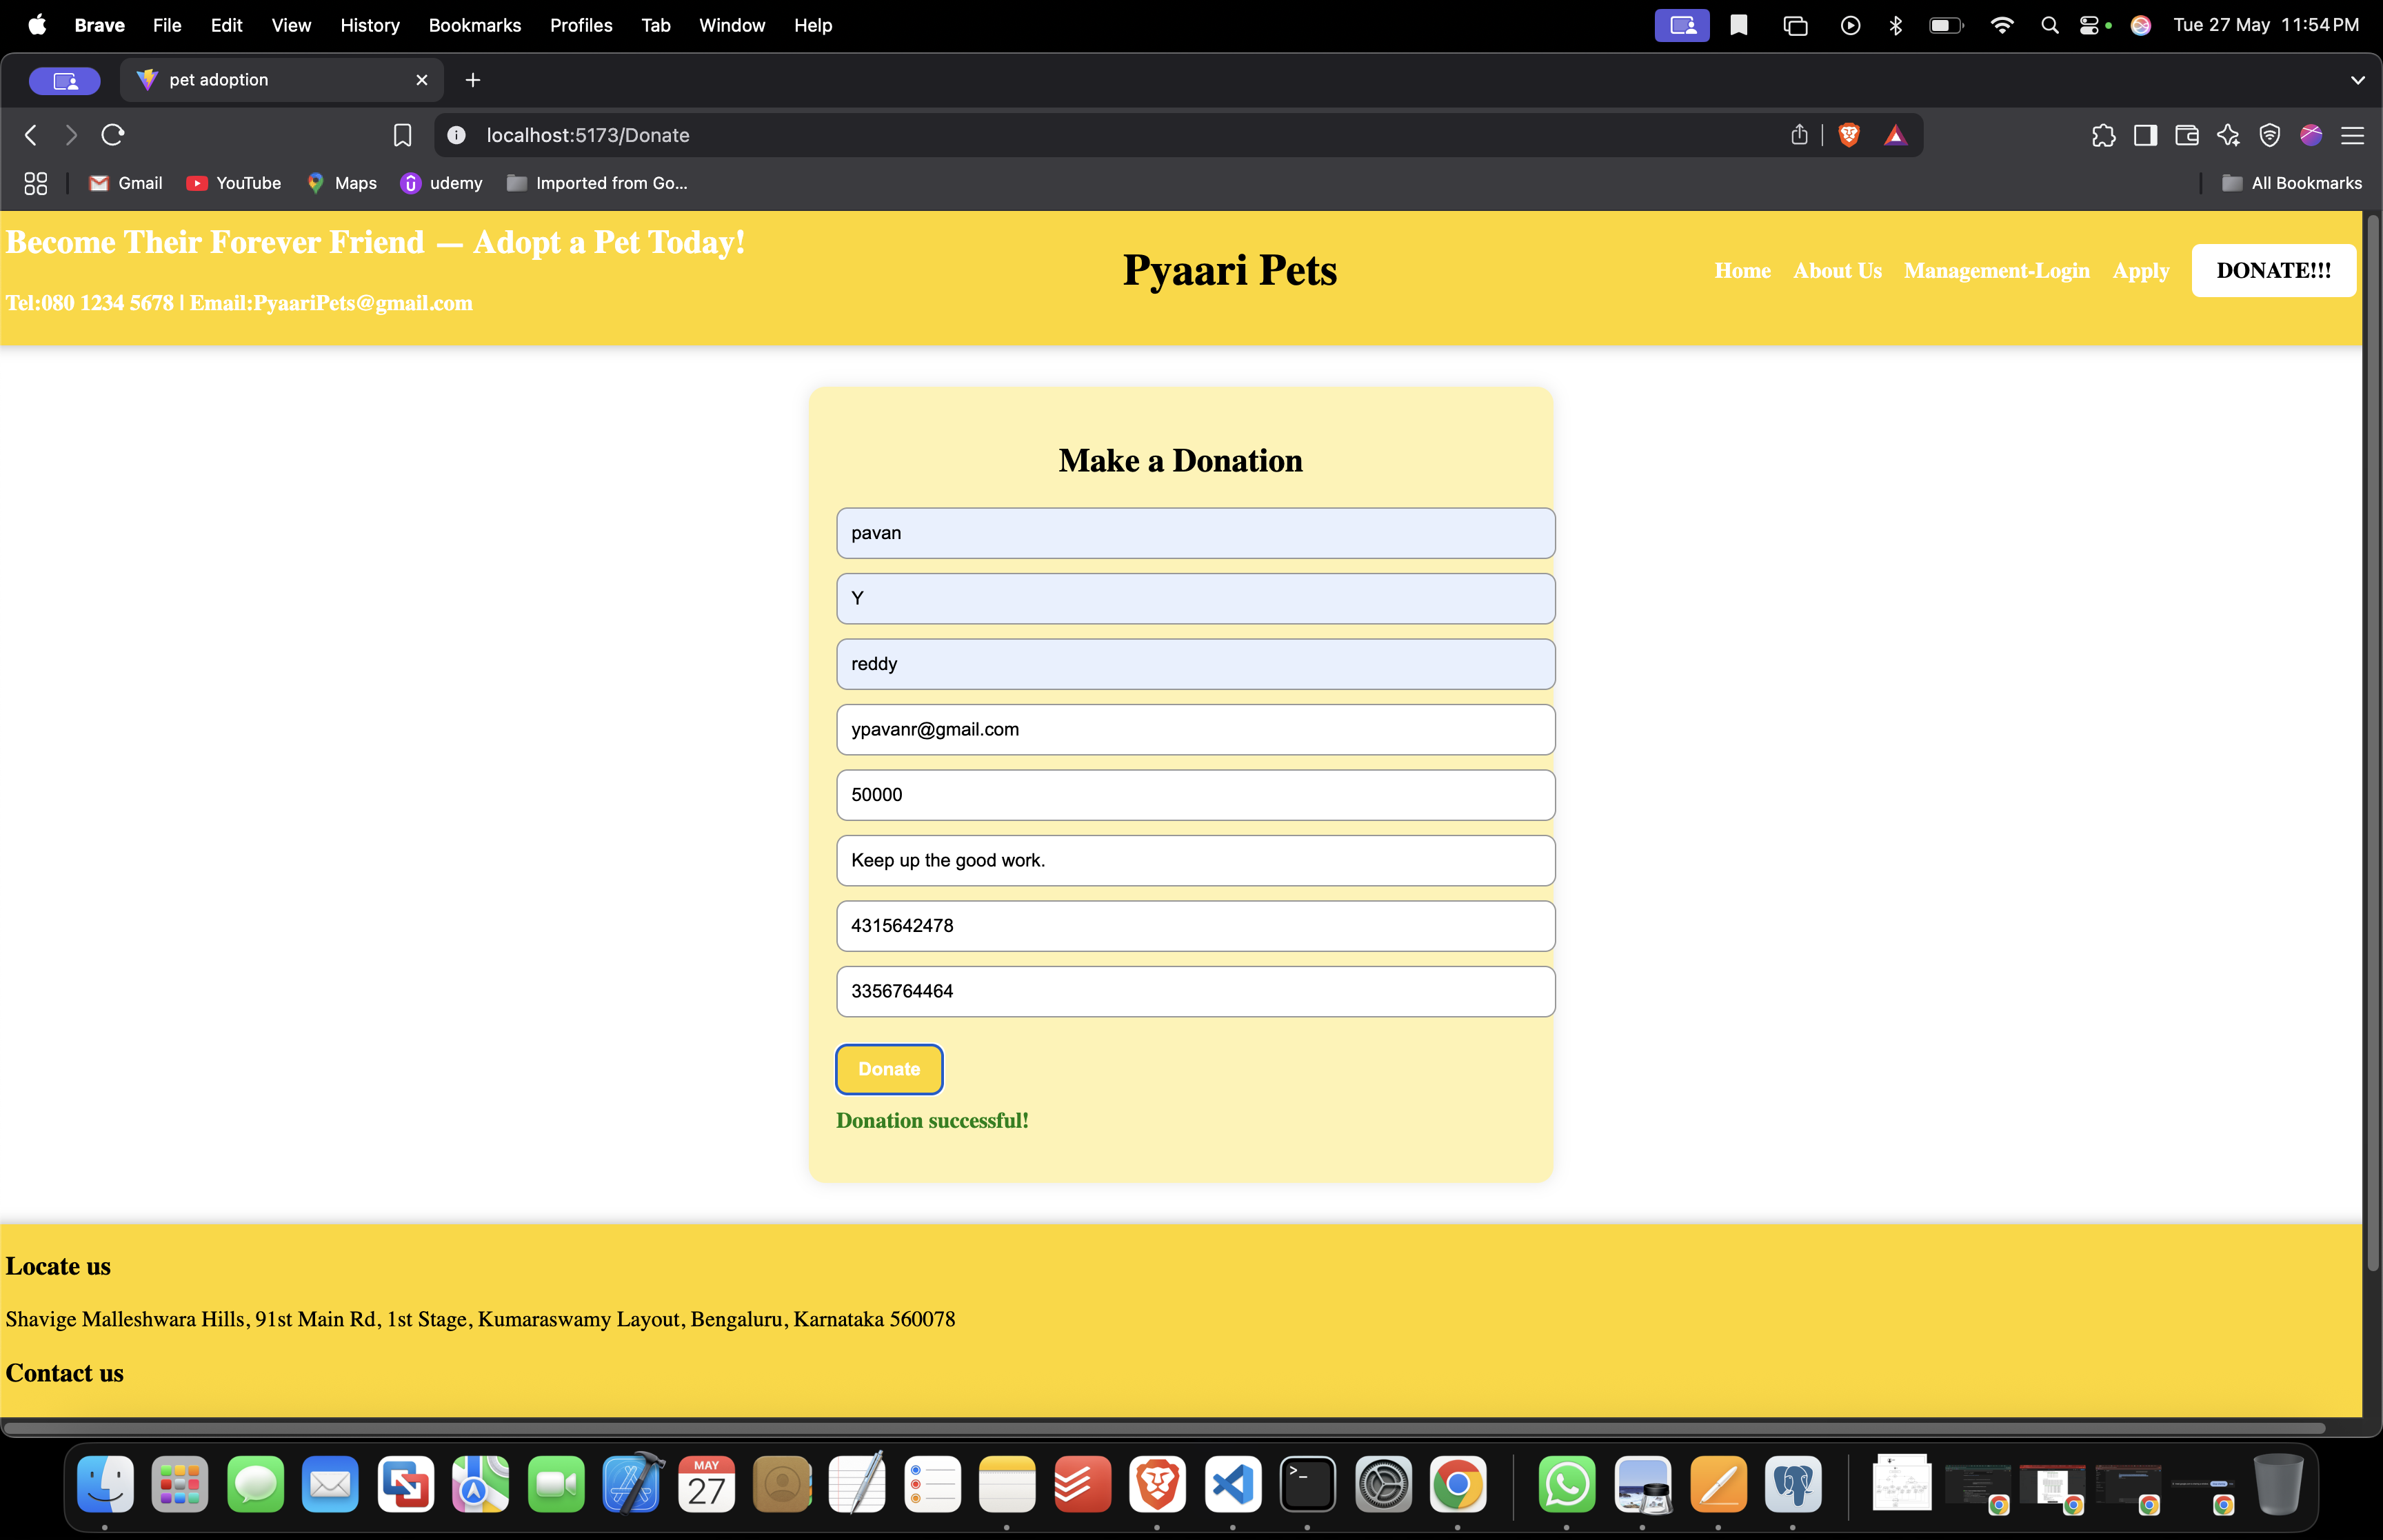 Brave File Edit View History Bookmarks Profiles Tab Window Help Tue 27 May 11:54 PM
pet adoption
localhost:5173/Donate
Gmail YouTube Maps udemy Imported from Go... All Bookmarks
Become Their Forever Friend — Adopt a Pet Today!
Tel:080 1234 5678 | Email:PyaariPets@gmail.com
Pyaari Pets
Home About Us Management-Login Apply DONATE!!!
Make a Donation
pavan
Y
reddy
ypavanr@gmail.com
50000
Keep up the good work.
4315642478
3356764464
Donate
Donation successful!
Locate us
Shavige Malleshwara Hills, 91st Main Rd, 1st Stage, Kumaraswamy Layout, Bengaluru, Karnataka 560078
Contact us
MAY
27